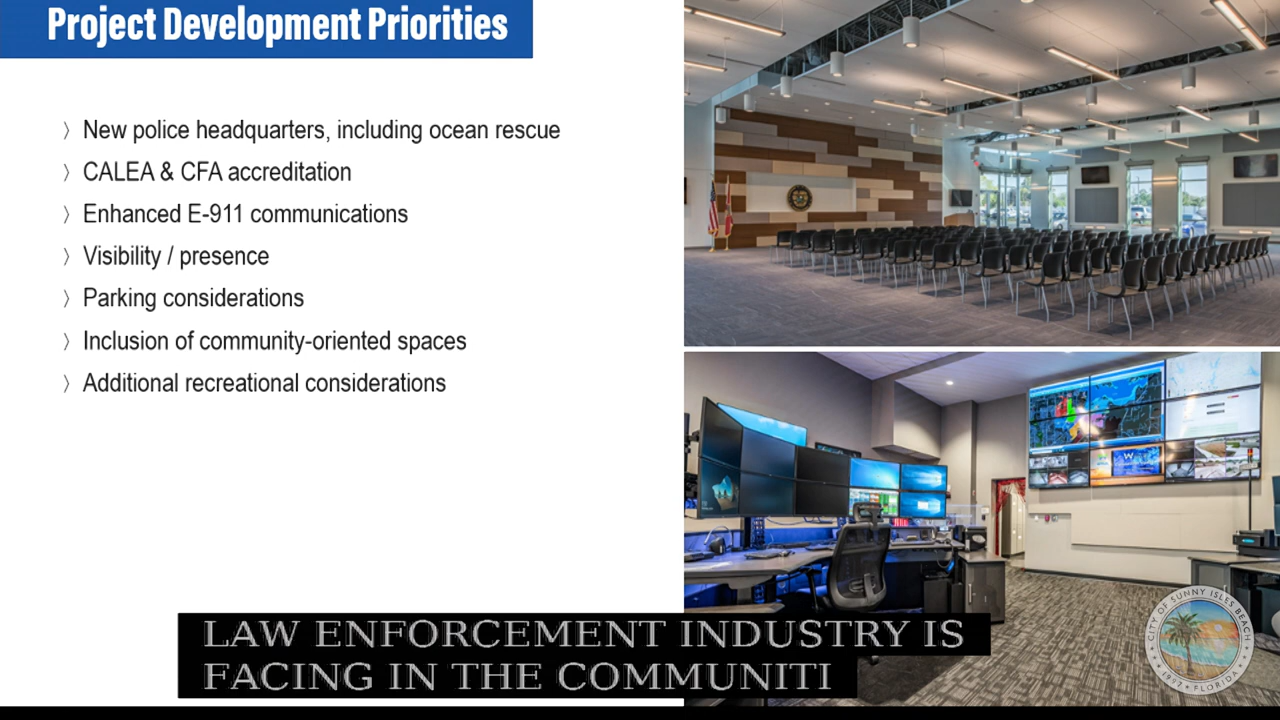 Project Development Priorities
〉 New police headquarters, including ocean rescue
〉 CALEA & CFA accreditation
〉 Enhanced E-911 communications
〉 Visibility / presence
〉 Parking considerations
〉 Inclusion of community-oriented spaces
〉 Additional recreational considerations
LAW ENFORCEMENT INDUSTRY IS
FACING IN THE COMMUNITI
CITY OF SUNNY ISLES BEACH
1997 • FLORIDA